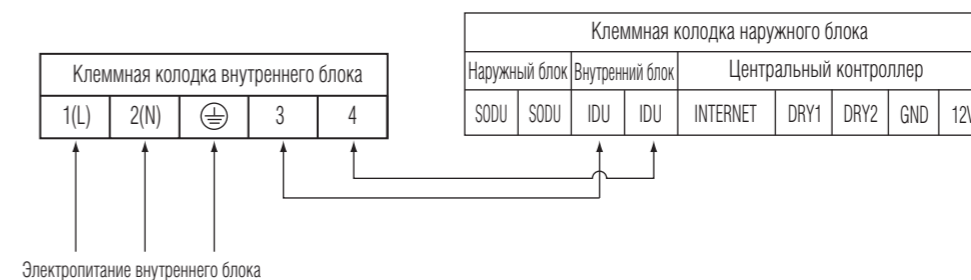 Клеммная колодка наружного блока
Наружный блок Внутренний блок Центральный контроллер
SODU SODU IDU IDU INTERNET DRY1 DRY2 GND 12V
Клеммная колодка внутреннего блока
1(L) 2(N) 3 4
Электропитание внутреннего блока